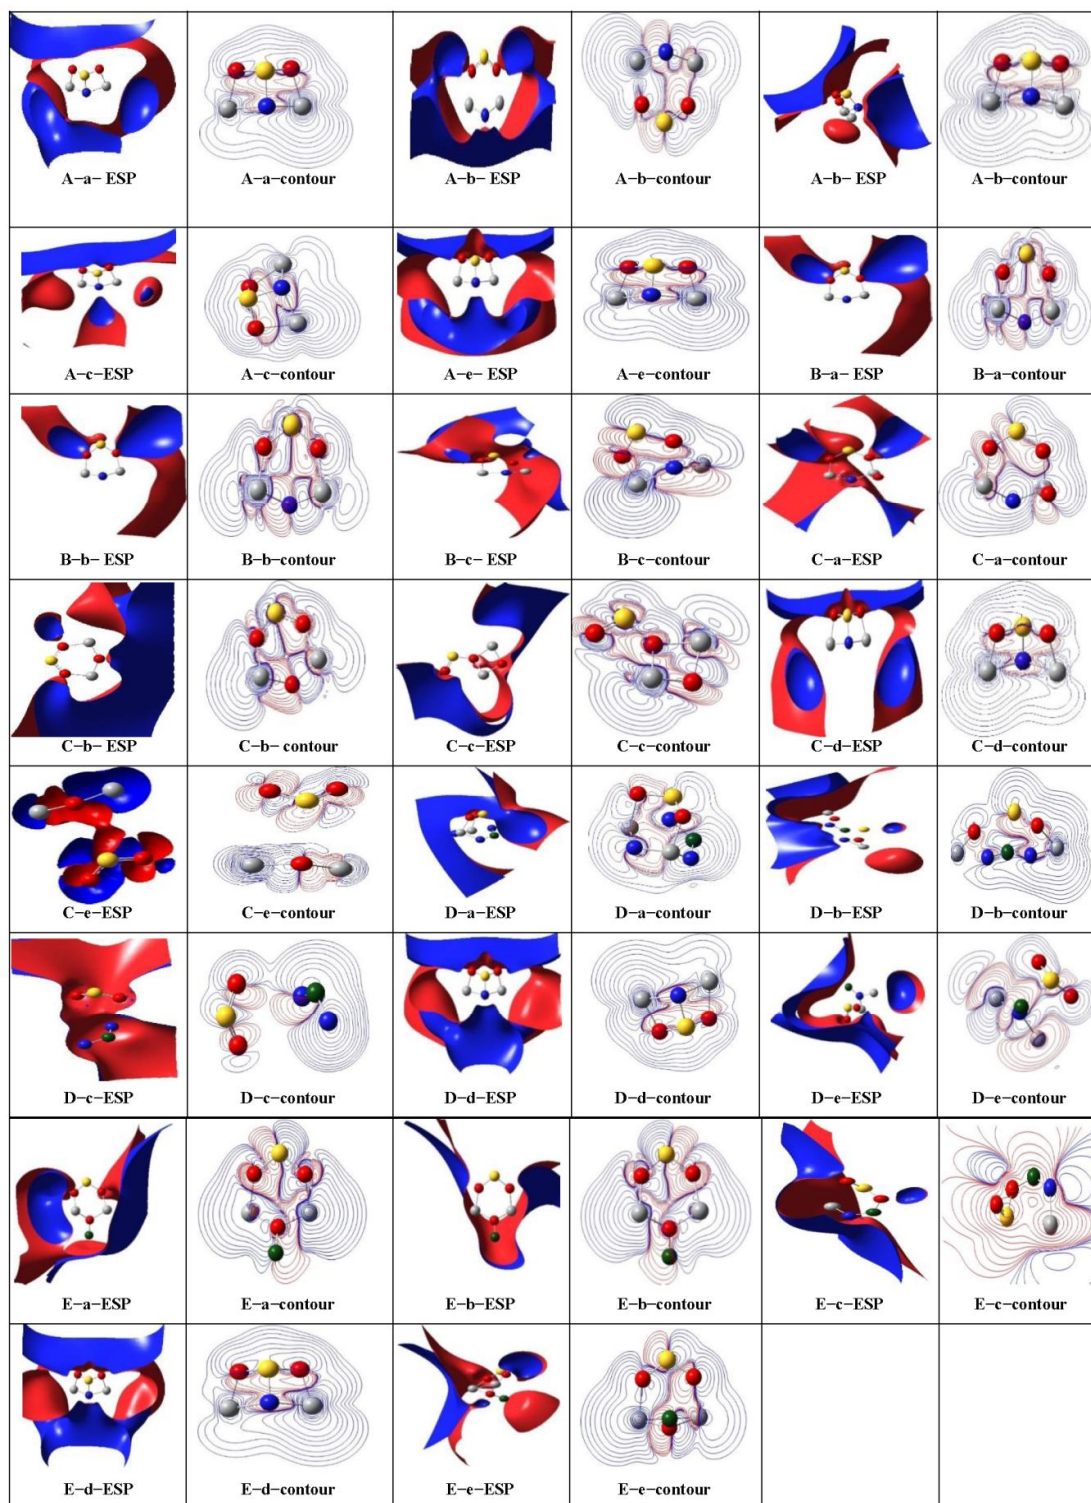 A-a- ESP A-a-contour A-b- ESP A-b-contour A-b- ESP A-b-contour
A-c-ESP A-c-contour A-e- ESP A-e-contour B-a- ESP B-a-contour
B-b- ESP B-b-contour B-c- ESP B-c-contour C-a-ESP C-a-contour
C-b- ESP C-b- contour C-c-ESP C-c-contour C-d-ESP C-d-contour
C-e-ESP C-e-contour D-a-ESP D-a-contour D-b-ESP D-b-contour
D-c-ESP D-c-contour D-d-ESP D-d-contour D-e-ESP D-e-contour
E-a-ESP E-a-contour E-b-ESP E-b-contour E-c-ESP E-c-contour
E-d-ESP E-d-contour E-e-ESP E-e-contour